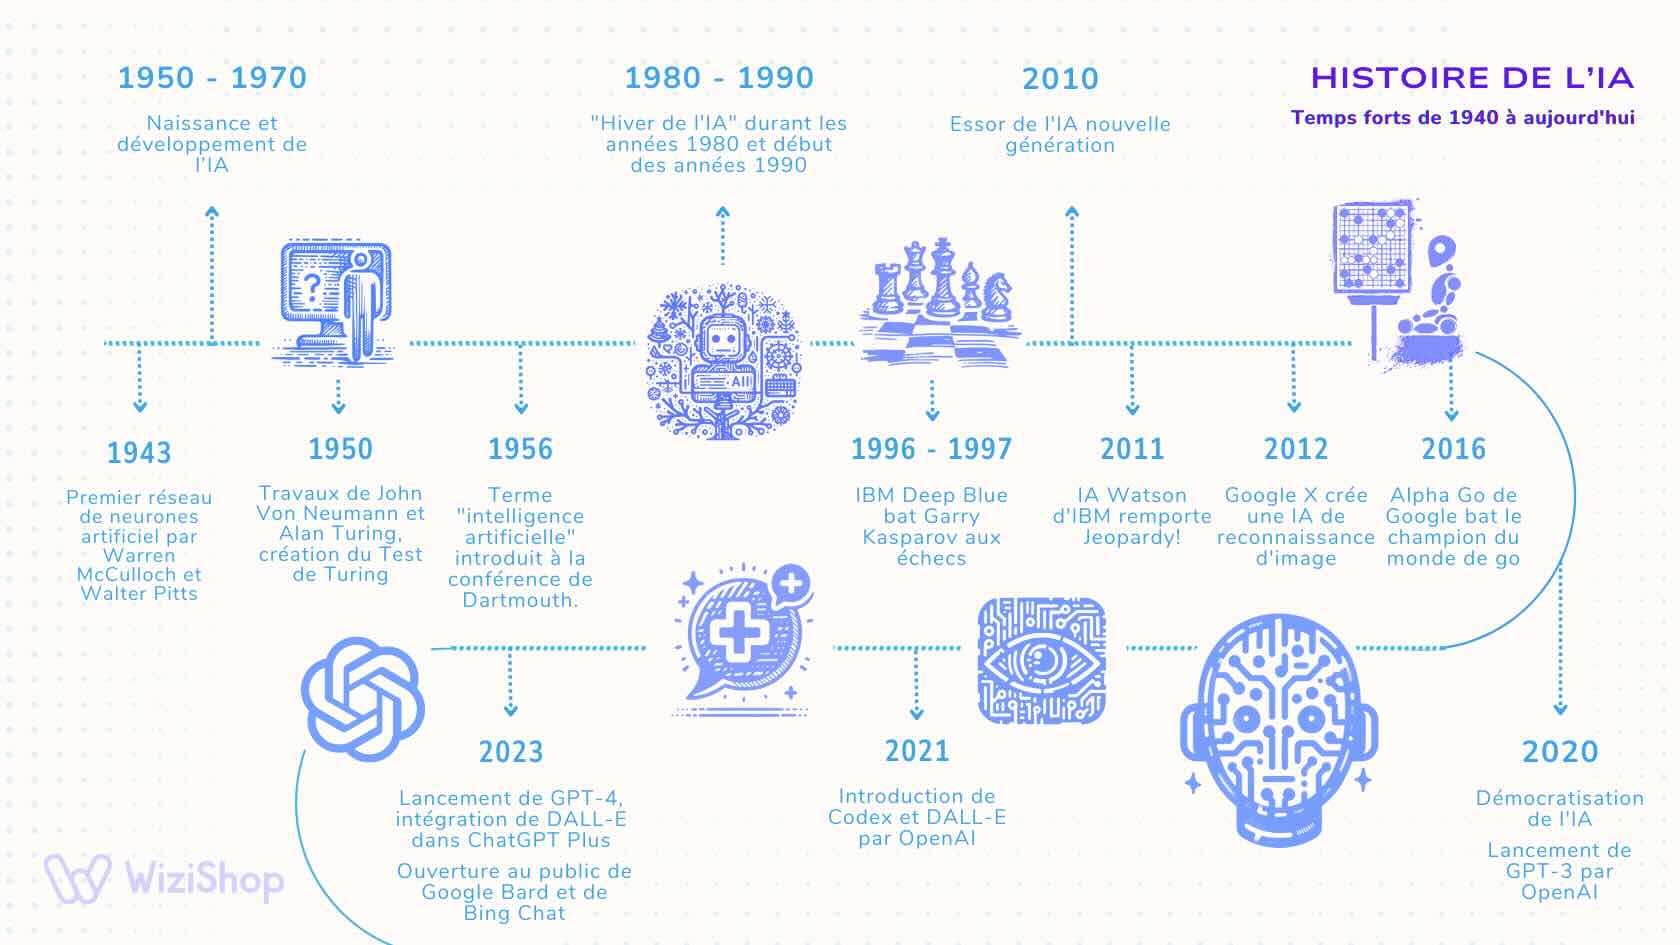 1950 - 1970
Naissance et
développement de
l'IA
1980 - 1990
"Hiver de l'IA" durant les
années 1980 et début
des années 1990
2010
Essor de l'IA nouvelle
génération
HISTOIRE DE L'IA
Temps forts de 1940 à aujourd'hui
?
AII
1943
Premier réseau
de neurones
artificiel par
Warren
McCulloch et
Walter Pitts
1950
Travaux de John
Von Neumann et
Alan Turing,
création du Test
de Turing
1956
Terme
"intelligence
artificielle"
introduit à la
conférence de
Dartmouth.
1996 - 1997
IBM Deep Blue
bat Garry
Kasparov aux
échecs
2011
IA Watson
d'IBM remporte
Jeopardy!
2012
Google X crée
une IA de
reconnaissance
d'image
2016
Alpha Go de
Google bat le
champion du
monde de go
2023
Lancement de GPT-4,
intégration de DALL-E
dans ChatGPT Plus
Ouverture au public de
Google Bard et de
Bing Chat
2021
Introduction de
Codex et DALL-E
par OpenAI
2020
Démocratisation
de l'IA
Lancement de
GPT-3 par
OpenAI
WiziShop